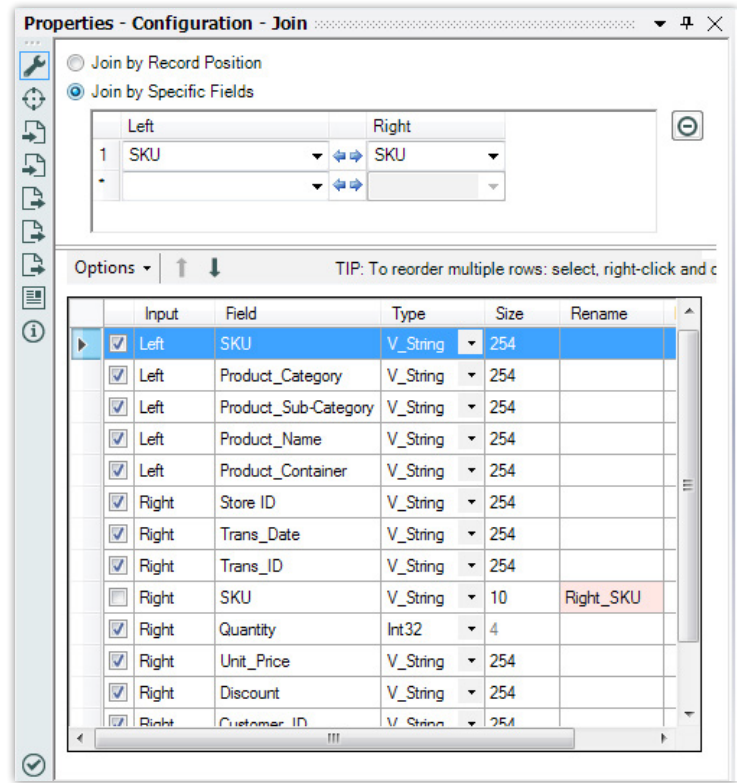 Properties - Configuration - Join
Join by Record Position
Join by Specific Fields
Left Right
1 SKU SKU
*
Options TIP: To reorder multiple rows: select, right-click and
Input Field Type Size Rename
Left SKU V_String 254
Left Product_Category V_String 254
Left Product_Sub-Category V_String 254
Left Product_Name V_String 254
Left Product_Container V_String 254
Right Store ID V_String 254
Right Trans_Date V_String 254
Right Trans_ID V_String 254
Right SKU V_String 10 Right_SKU
Right Quantity Int32 4
Right Unit_Price V_String 254
Right Discount V_String 254
Right Customer_ID V_String 254